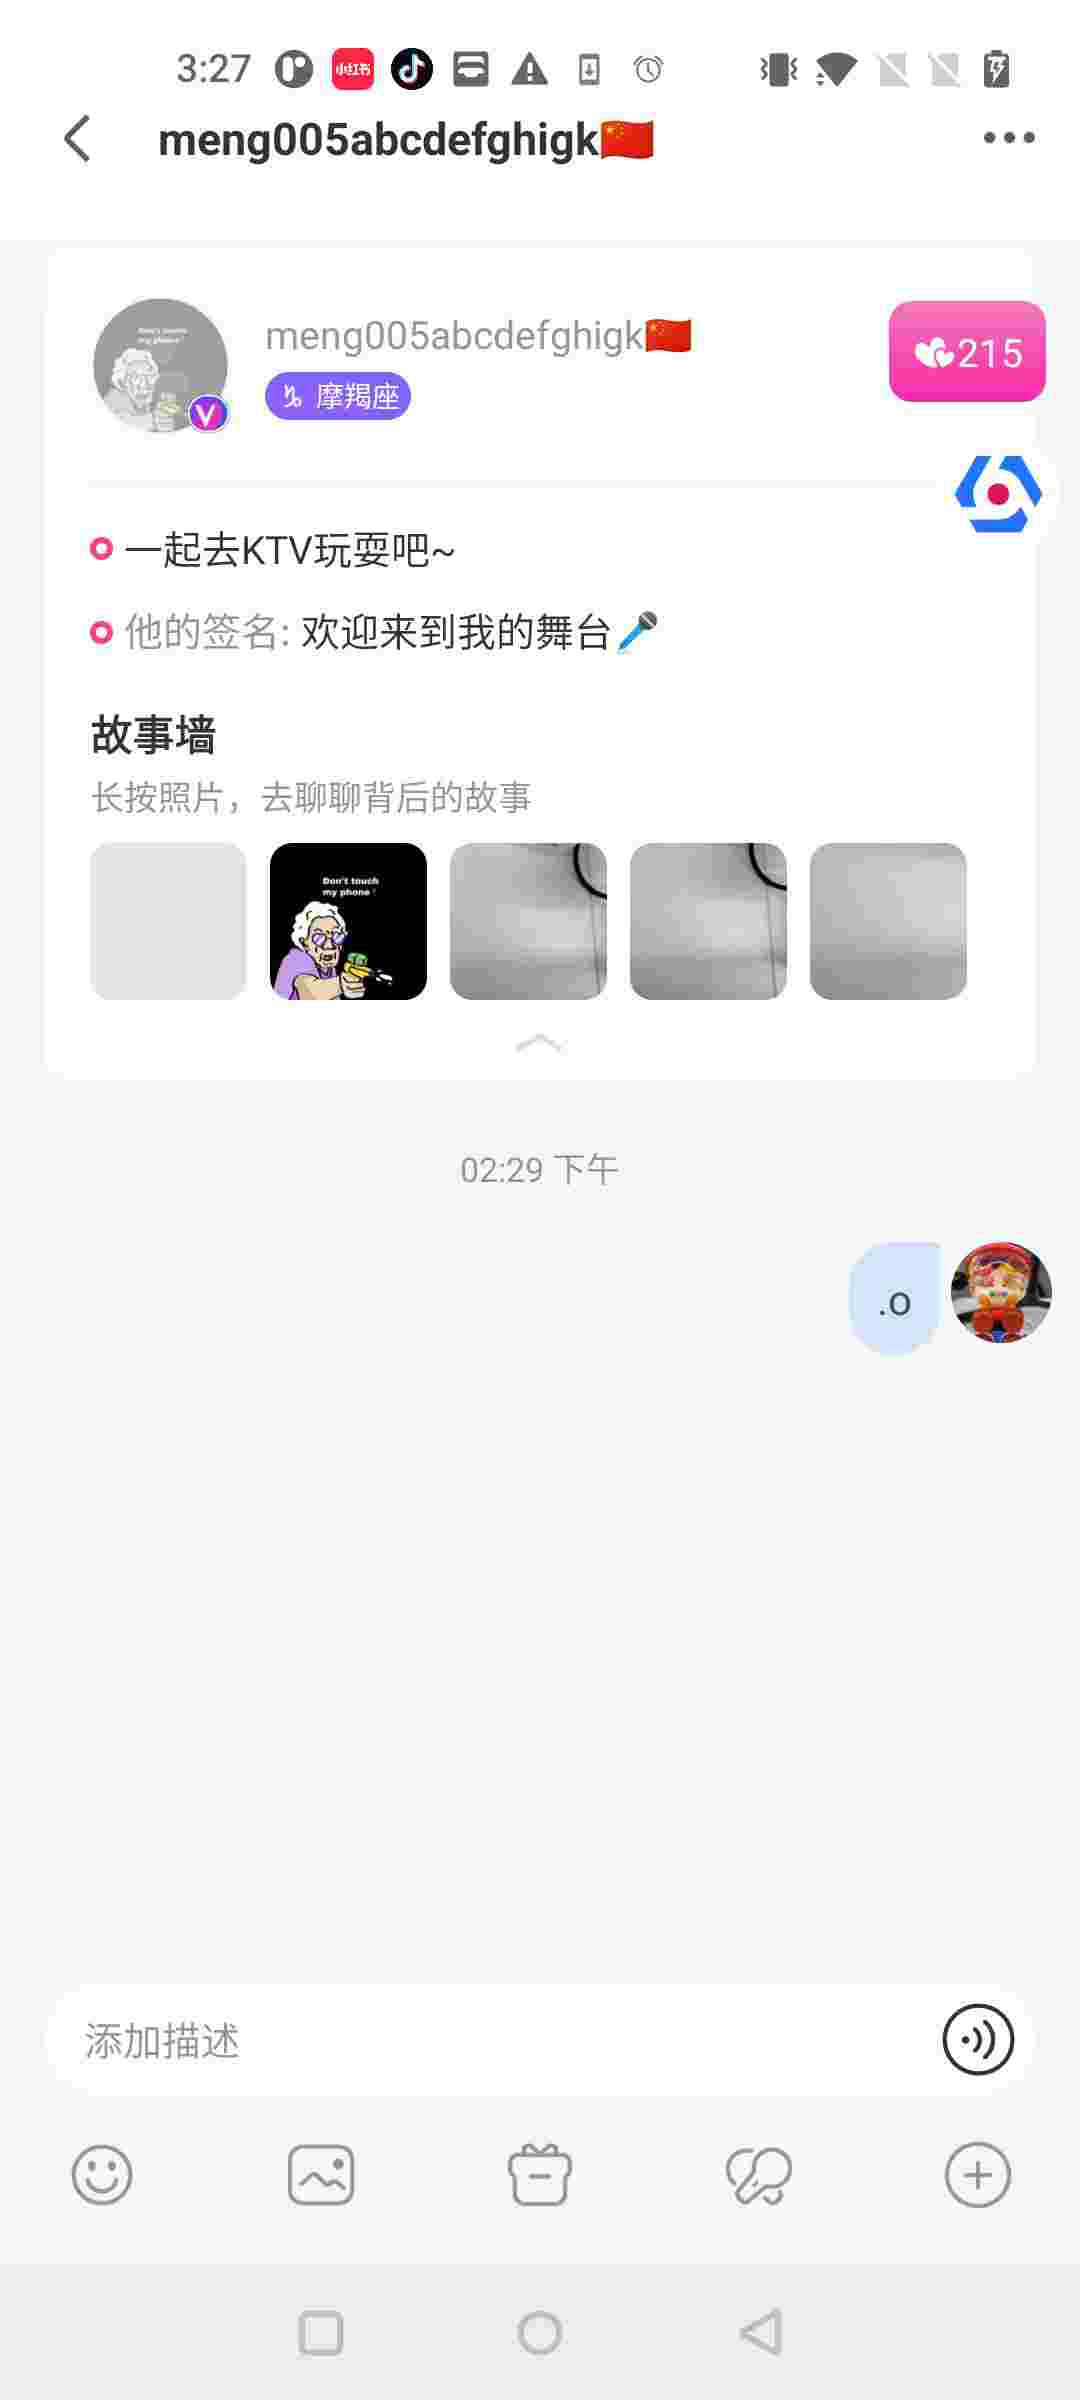 3:27
小红书
meng005abcdefghigk🇨🇳
meng005abcdefghigk🇨🇳
215
摩羯座
V
一起去KTV玩耍吧~
他的签名: 欢迎来到我的舞台🎤
故事墙
长按照片，去聊聊背后的故事
Don't touch
my phone !
02:29 下午
.o
添加描述